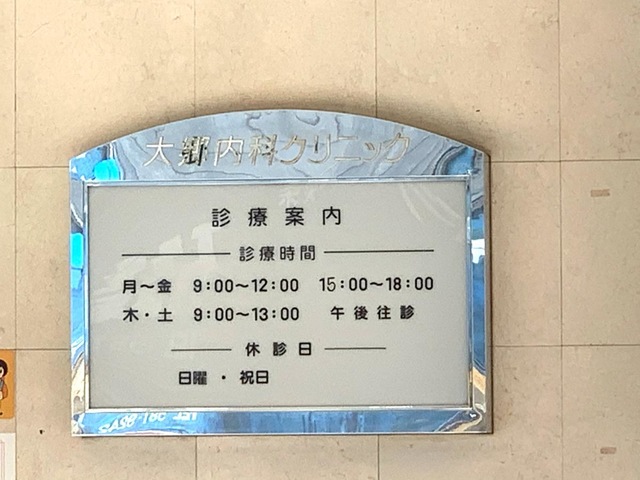 大郷内科クリニック
診療案内
診療時間
月～金 9:00～12:00 15:00～18:00
木・土 9:00～13:00 午後往診
休診日
日曜・祝日